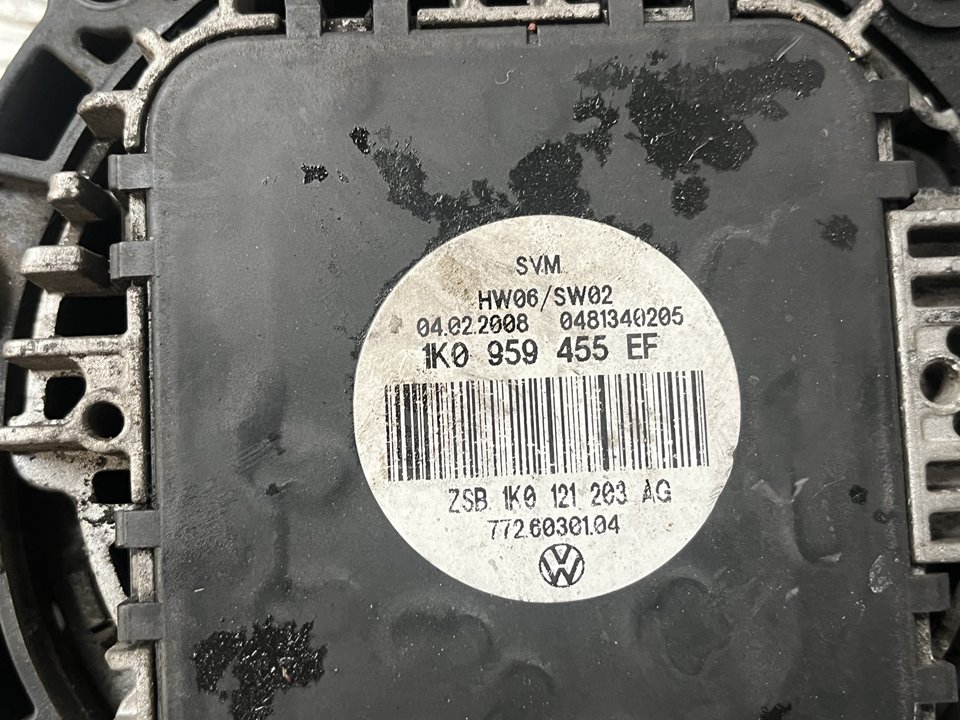 SVM
HW06/SW02
04.02.2008 0481340205
1K0 959 455 EF
ZSB 1K0 121 203 AG
772.60301.04
VW